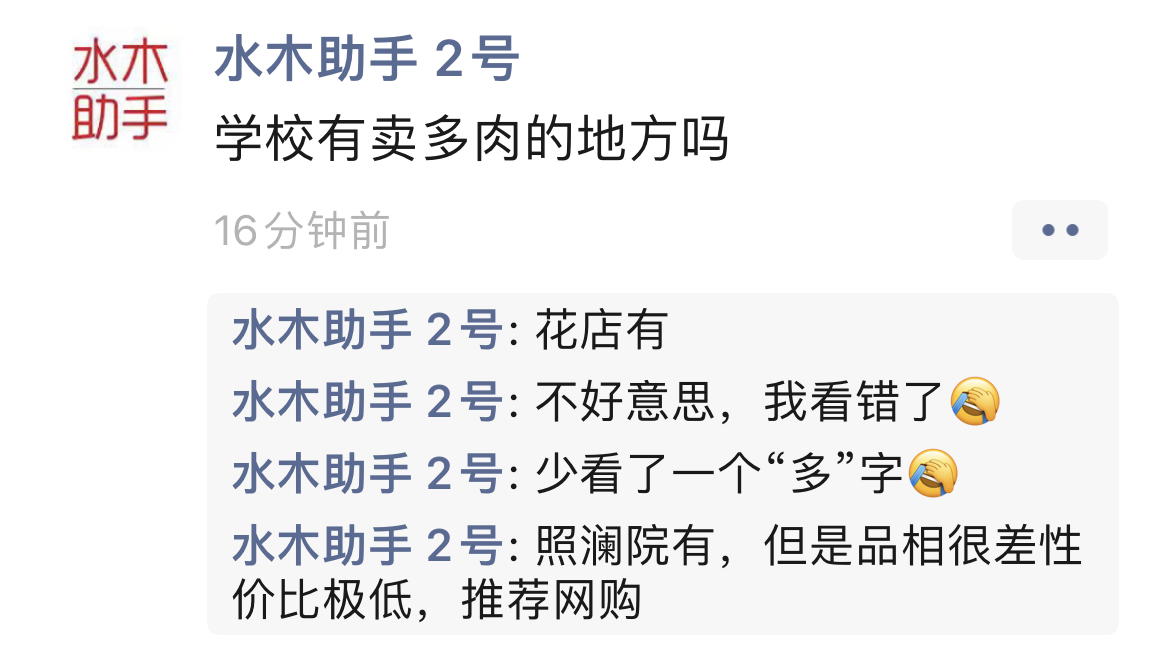 水木
助手
水木助手 2号
学校有卖多肉的地方吗
16分钟前
水木助手 2号: 花店有
水木助手 2号: 不好意思，我看错了🤣
水木助手 2号: 少看了一个“多”字🤣
水木助手 2号: 照澜院有，但是品相很差性
价比极低，推荐网购